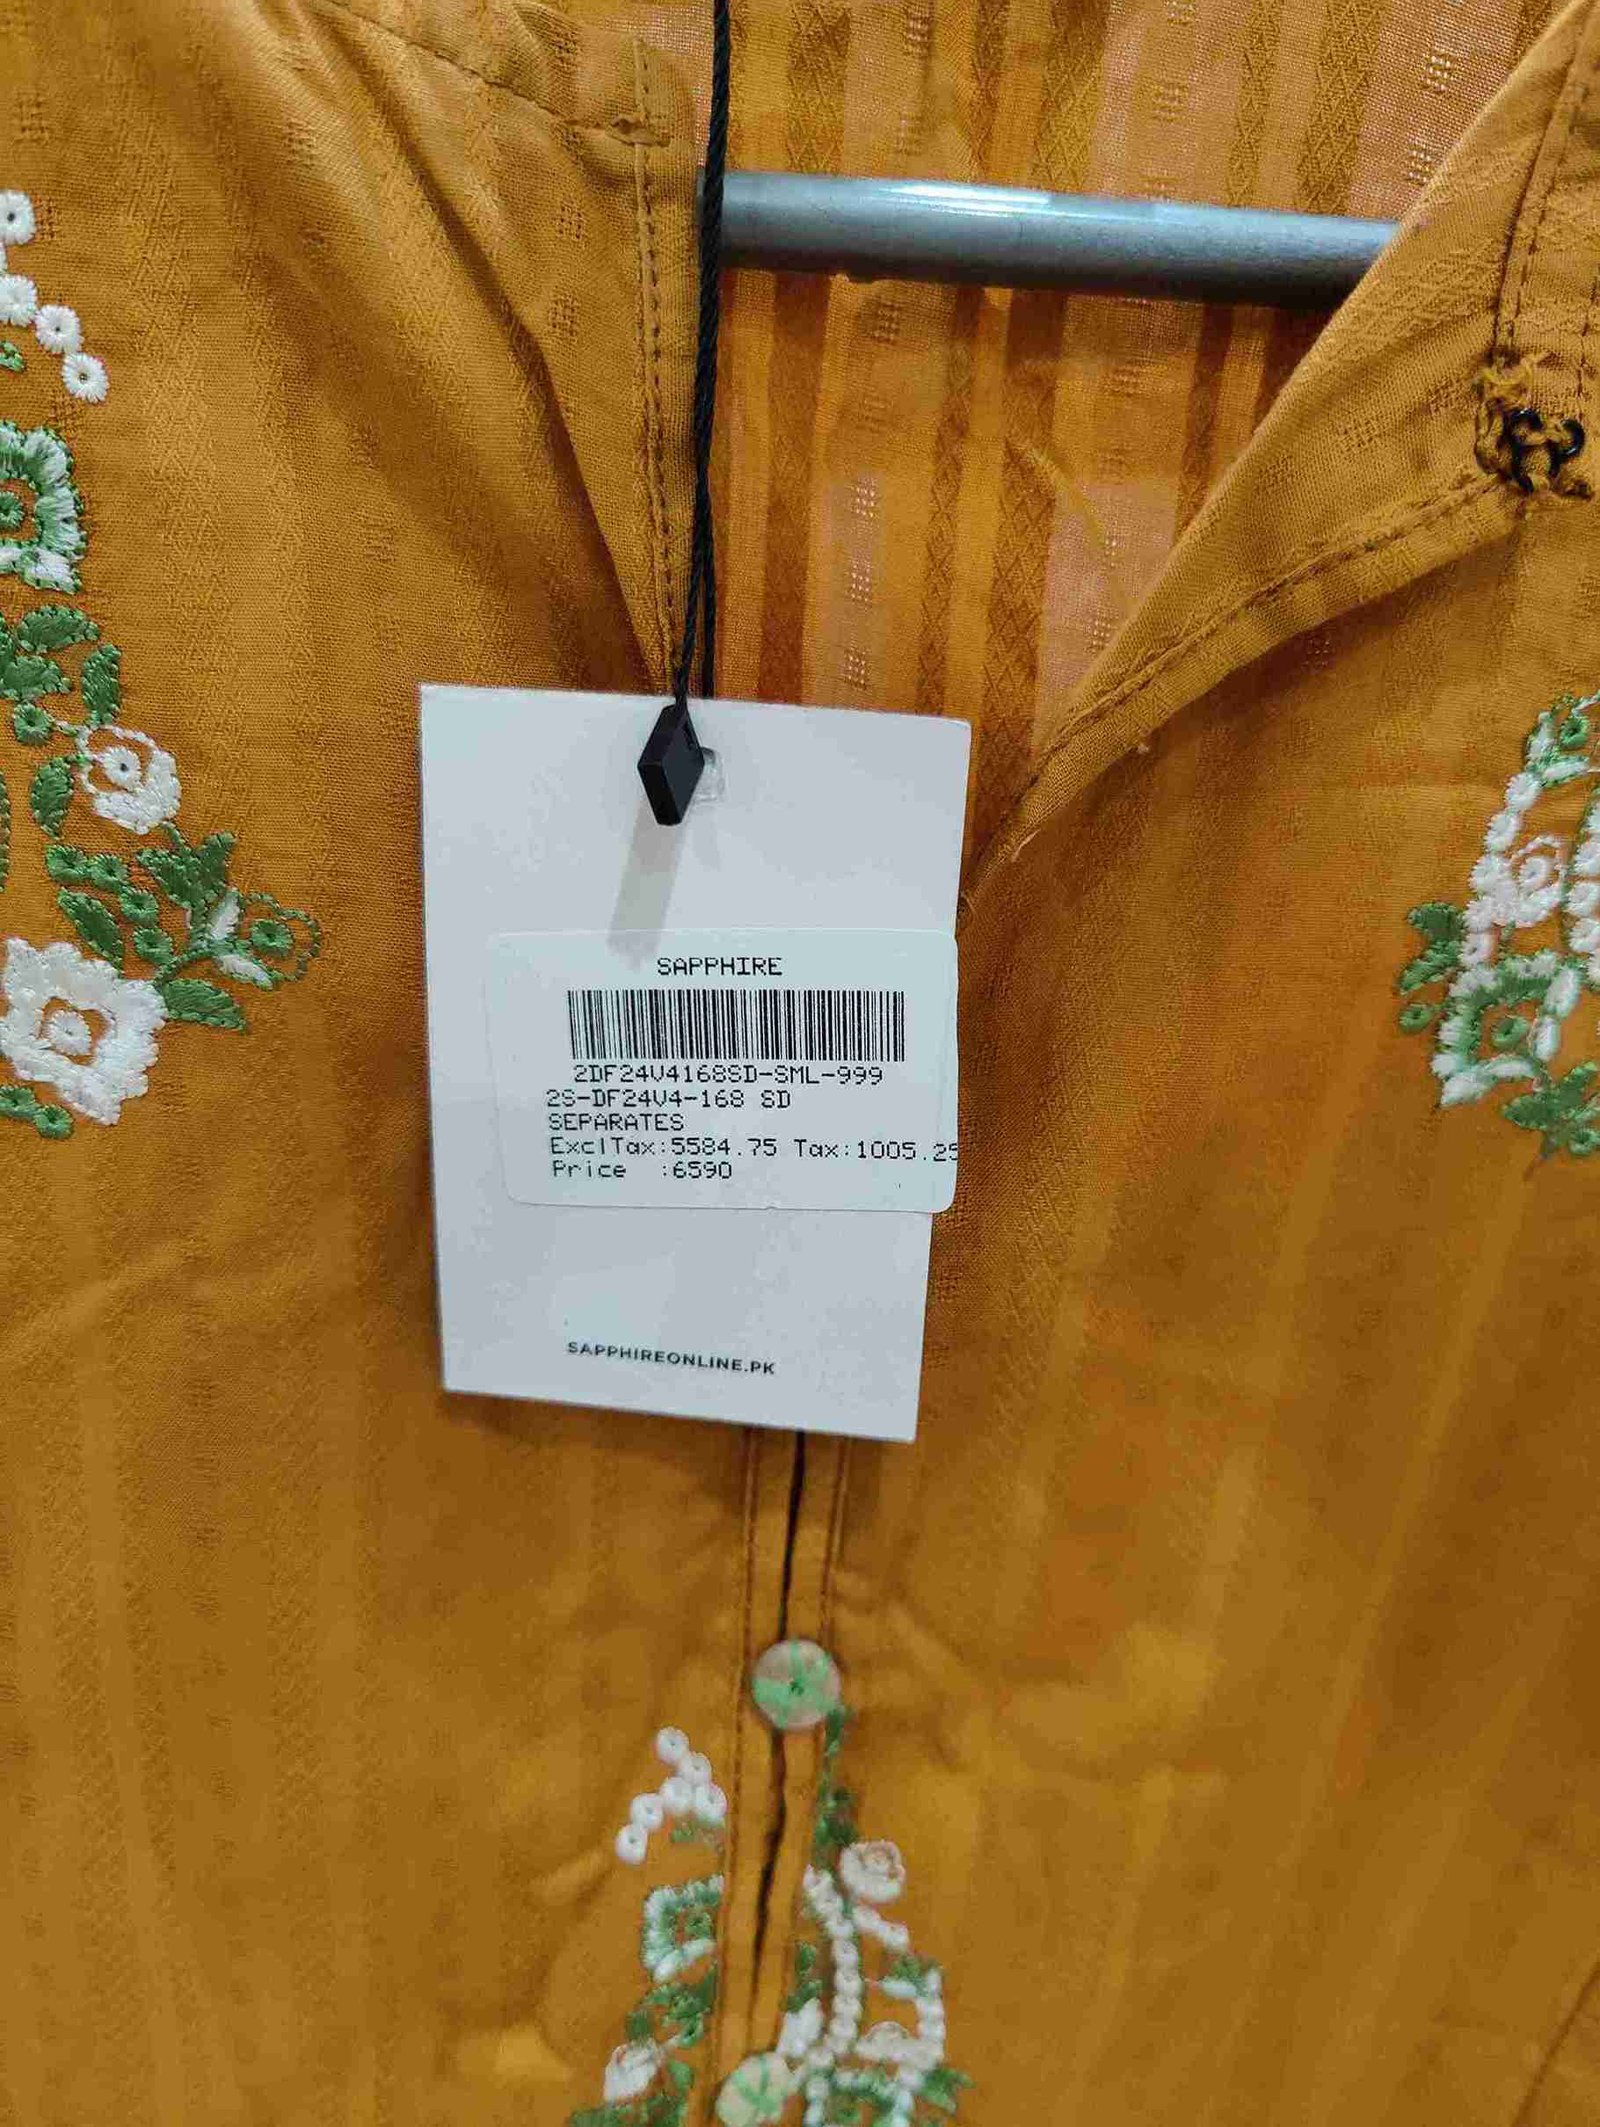 SAPPHIRE
2DF24V4168SD-SML-999
2S-DF24V4-168 SD
SEPARATES
ExclTax:5584.75 Tax:1005.25
Price :6590
SAPPHIREONLINE.PK